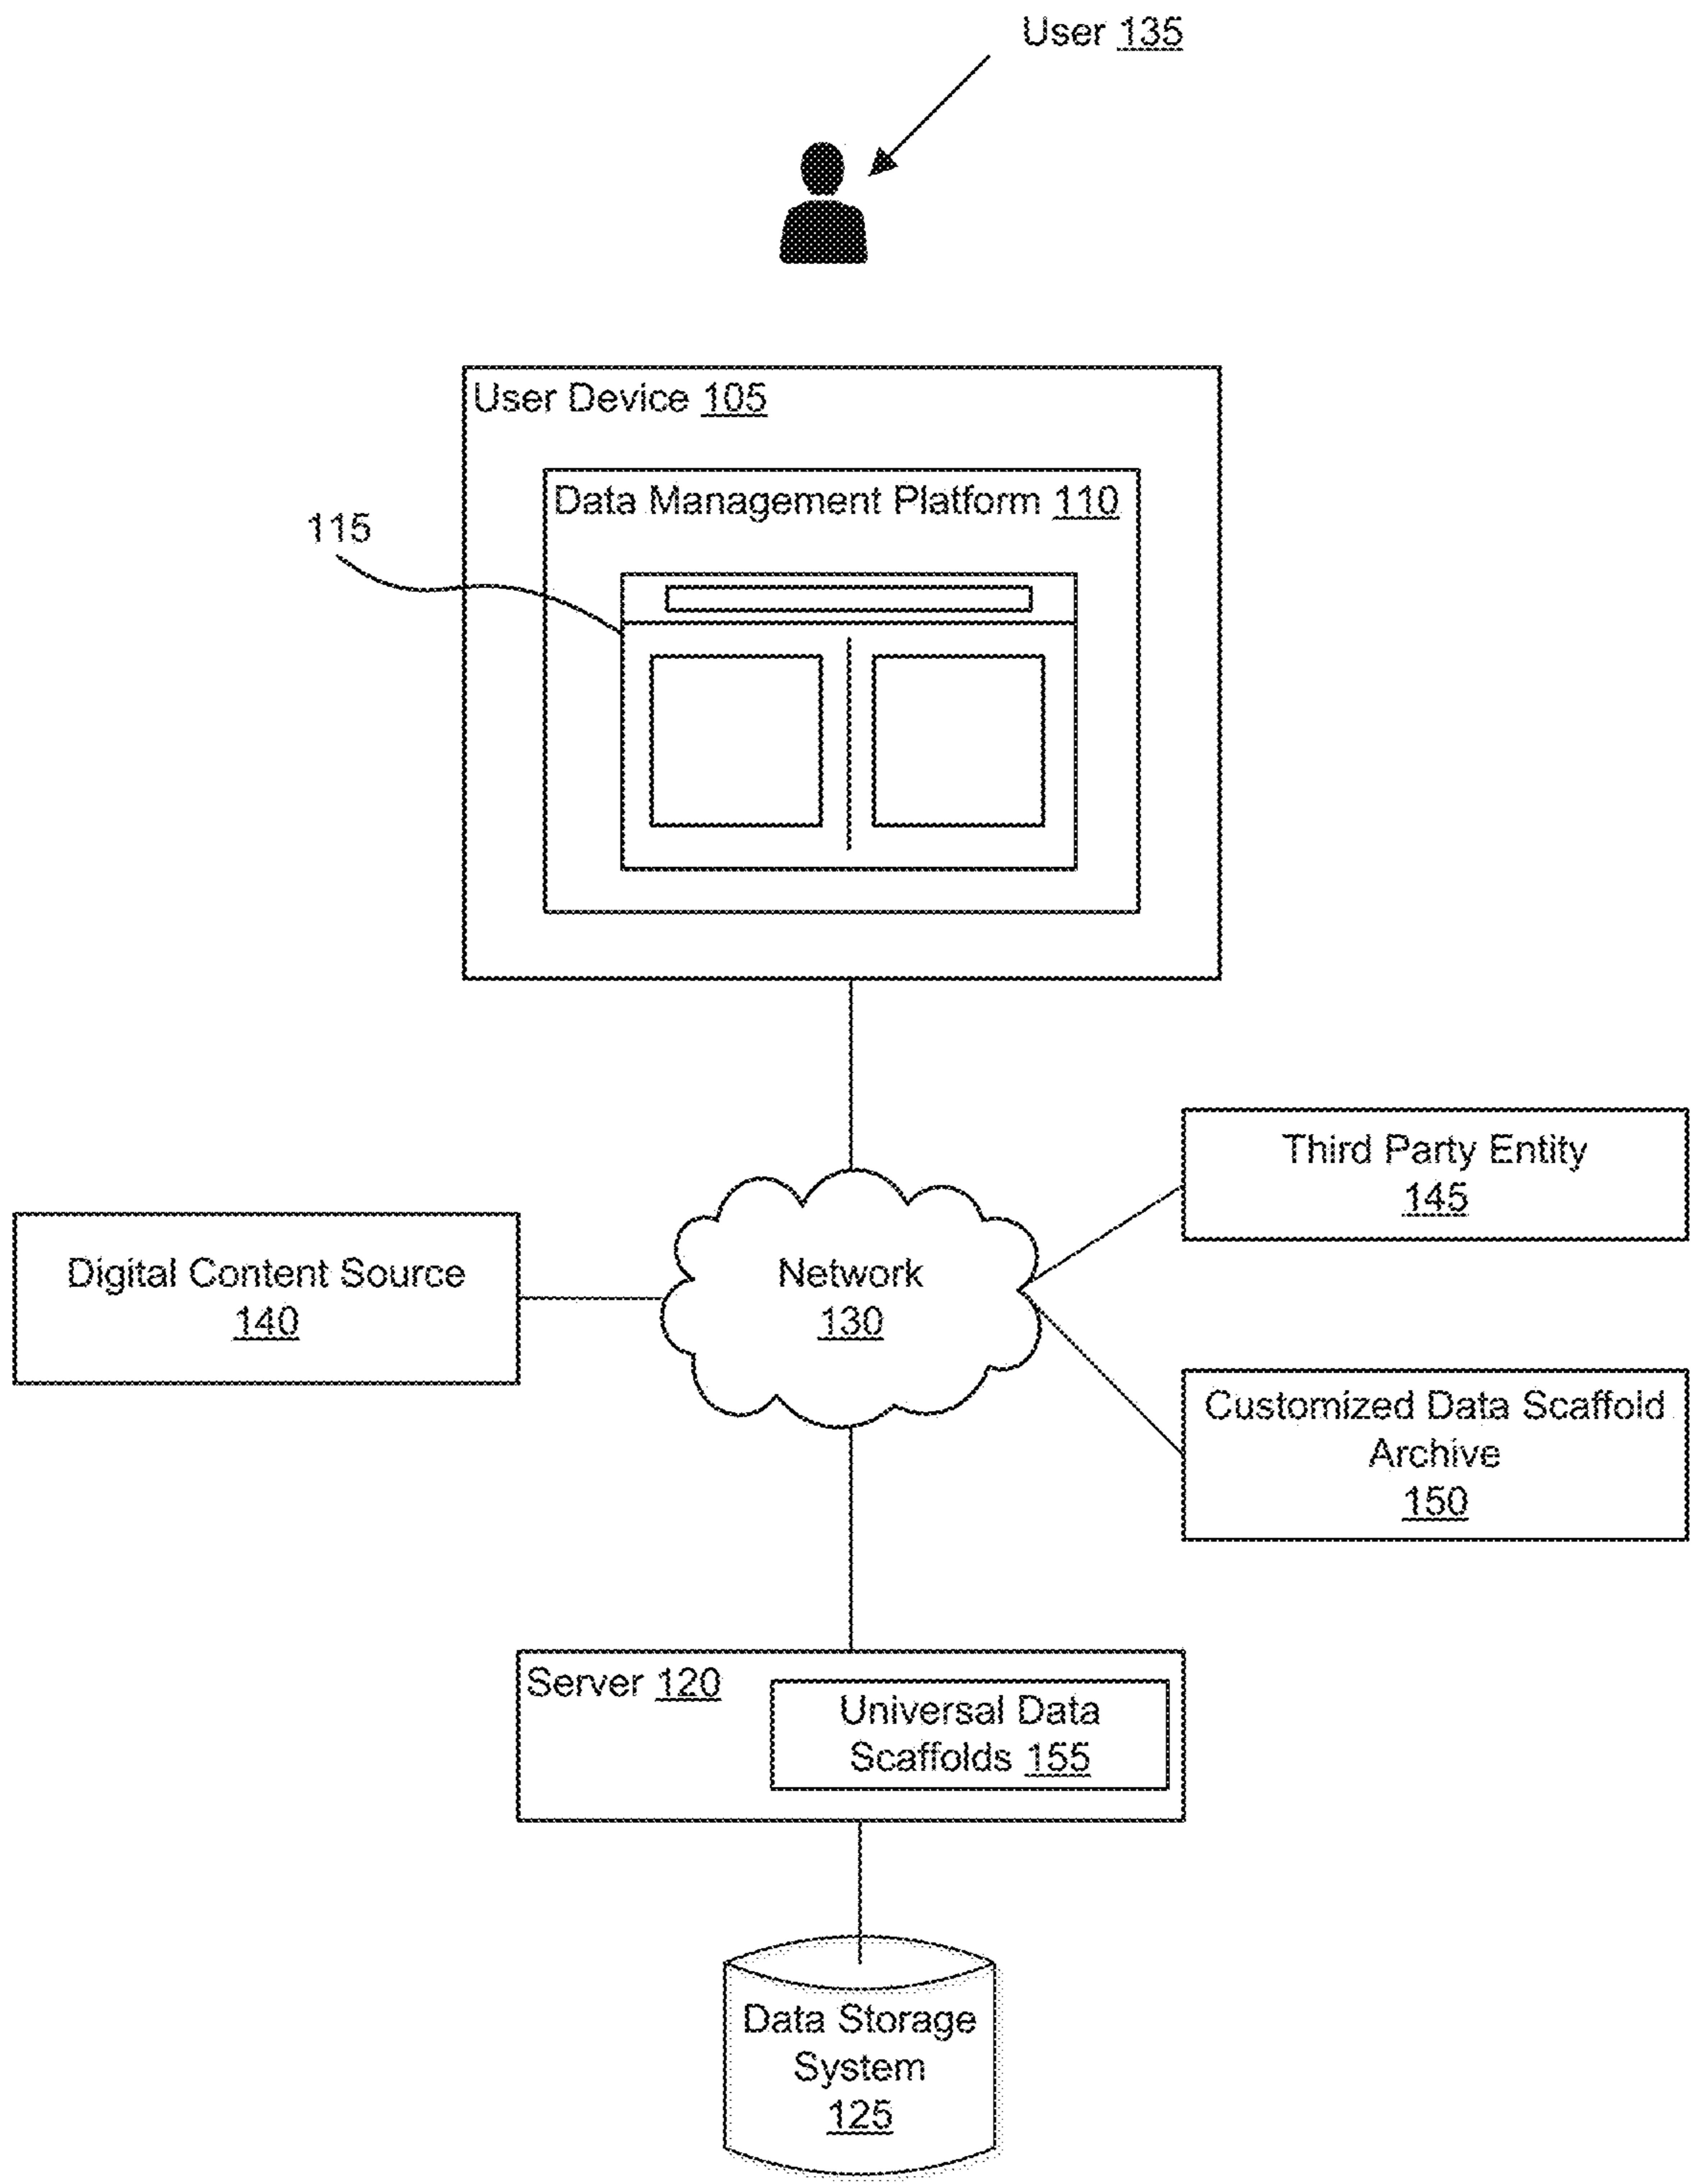 User 135
User Device 105
Data Management Platform 110
115
Third Party Entity
145
Digital Content Source
140
Network
130
Customized Data Scaffold
Archive
150
Server 120
Universal Data
Scaffolds 155
Data Storage
System
125